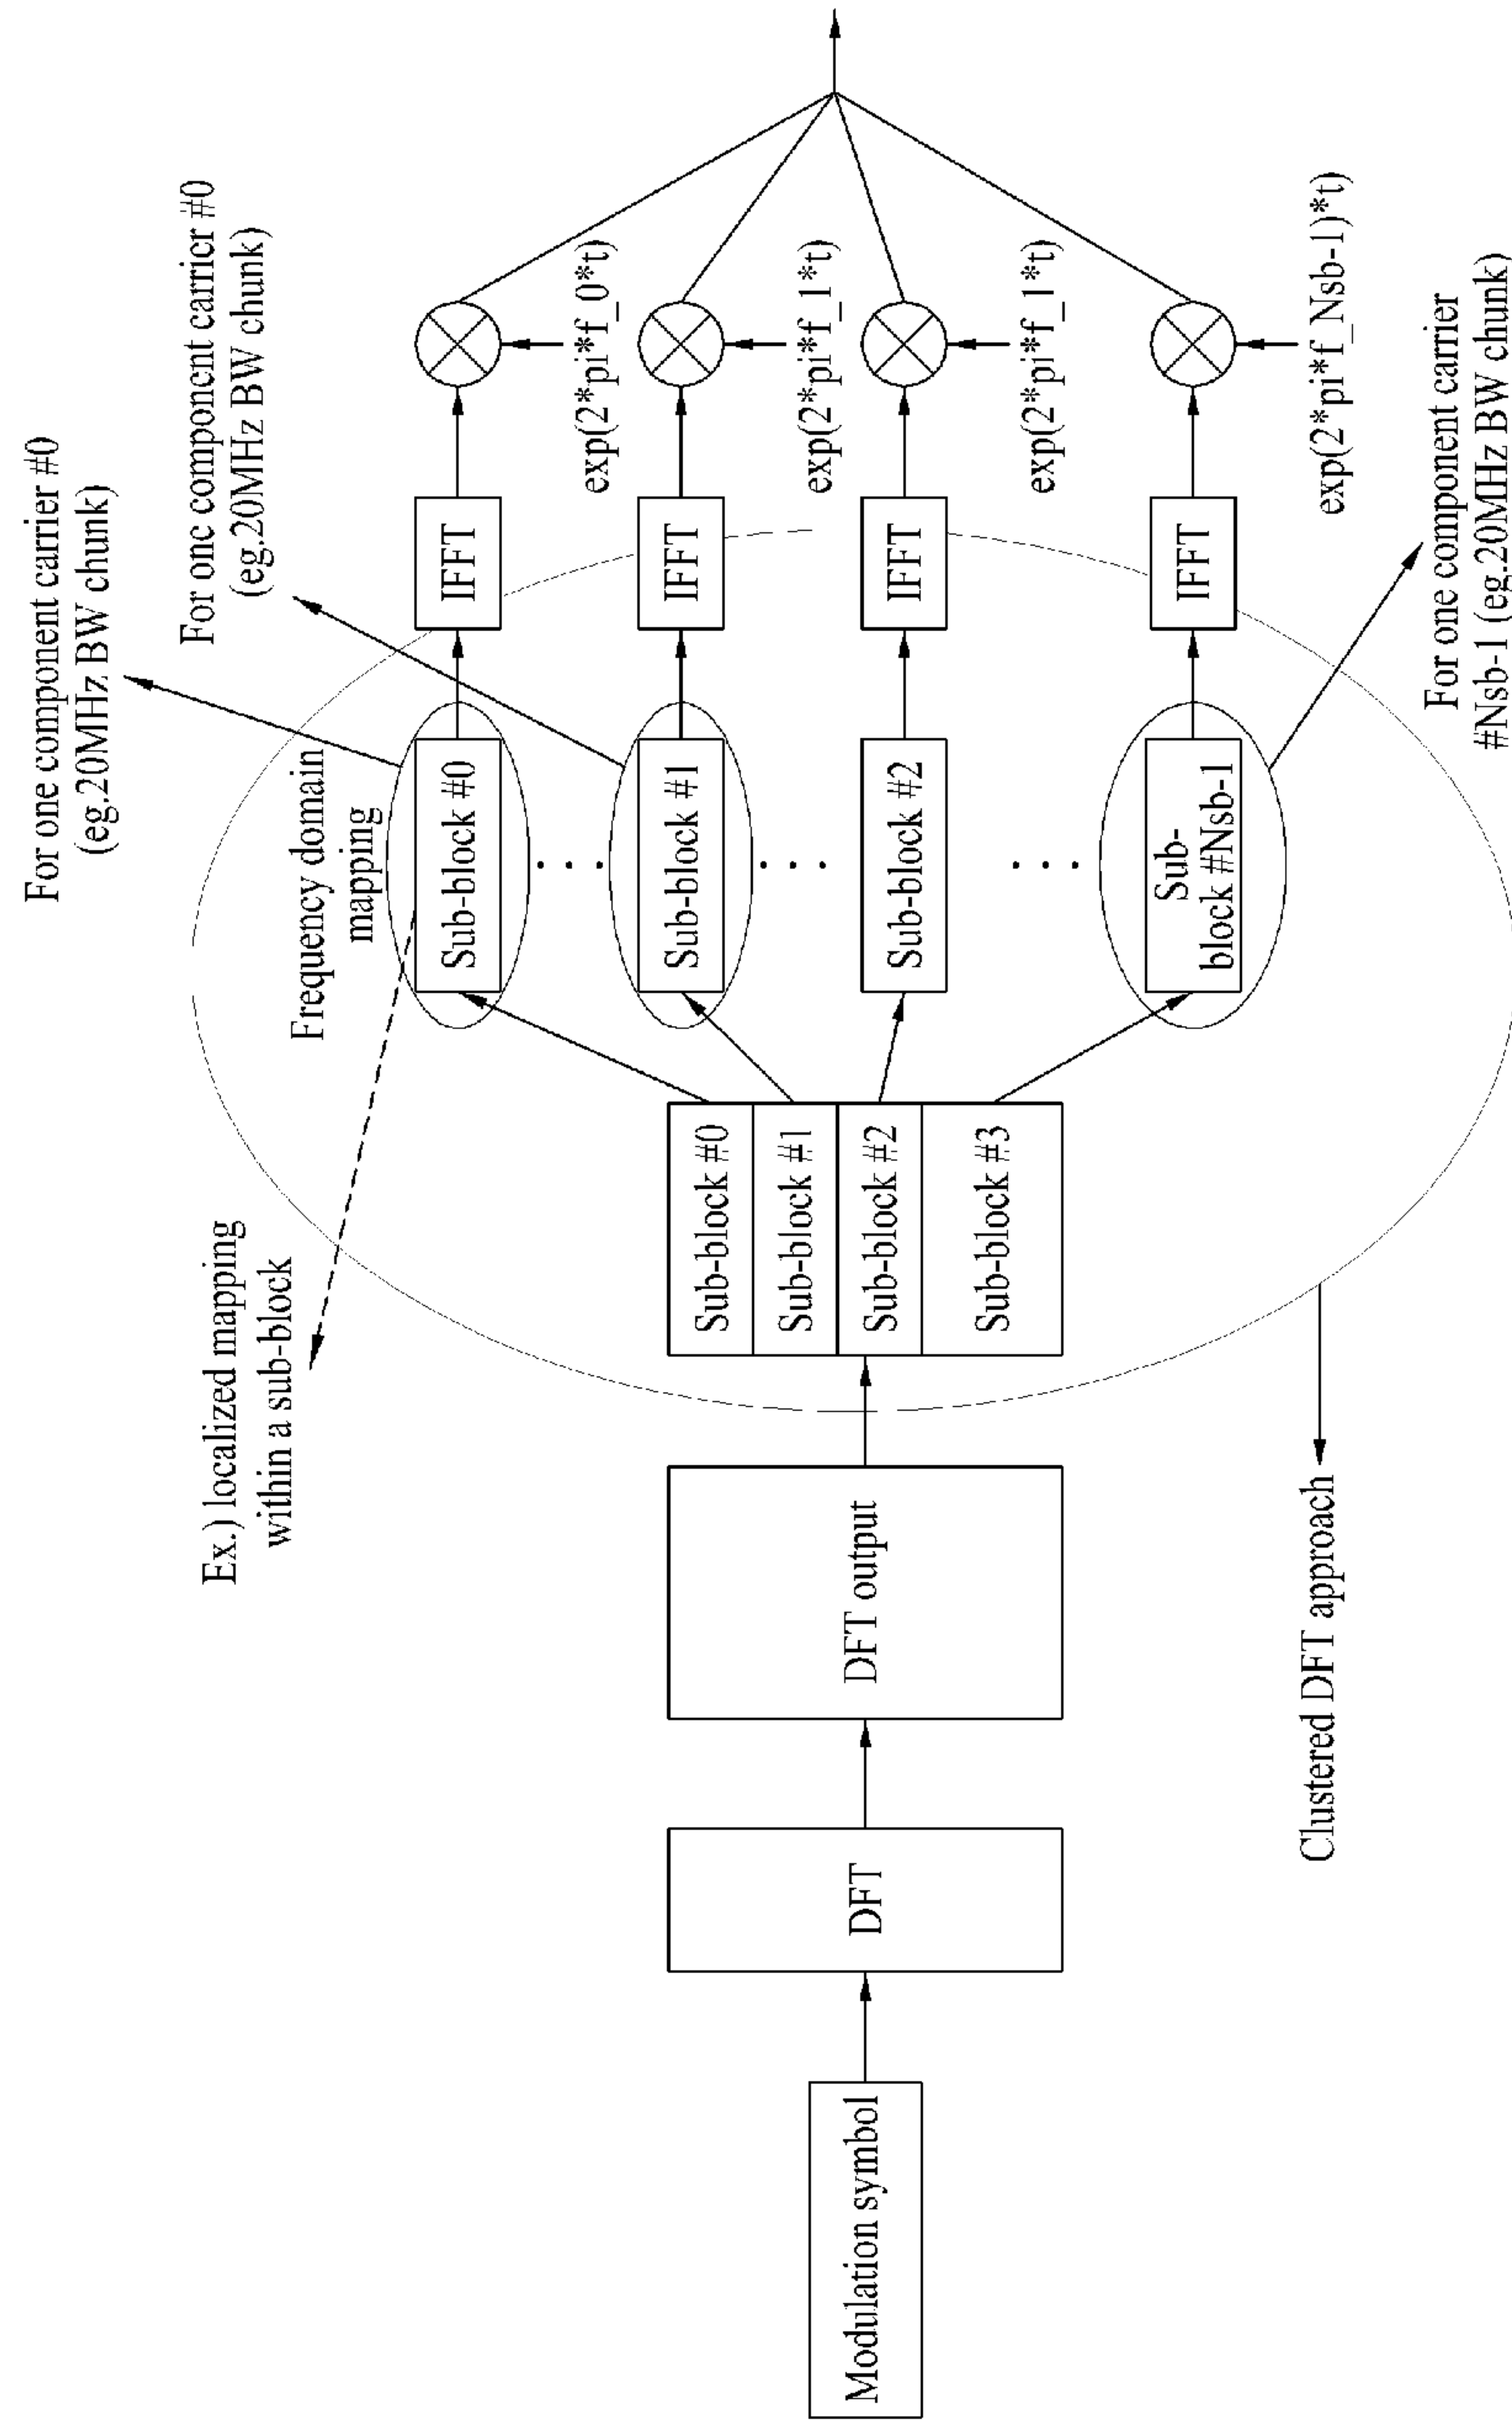 Modulation symbol
DFT
DFT output
Sub-block #0
Sub-block #1
Sub-block #2
Sub-block #3
Ex.) localized mapping
within a sub-block
Frequency domain
mapping
Sub-block #0
Sub-block #1
Sub-block #2
Sub-
block #Nsb-1
For one component carrier #0
(eg.20MHz BW chunk)
For one component carrier #0
(eg.20MHz BW chunk)
IFFT
IFFT
IFFT
IFFT
exp(2*pi*f_0*t)
exp(2*pi*f_1*t)
exp(2*pi*f_1*t)
exp(2*pi*f_Nsb-1)*t)
For one component carrier
#Nsb-1 (eg.20MHz BW chunk)
Clustered DFT approach